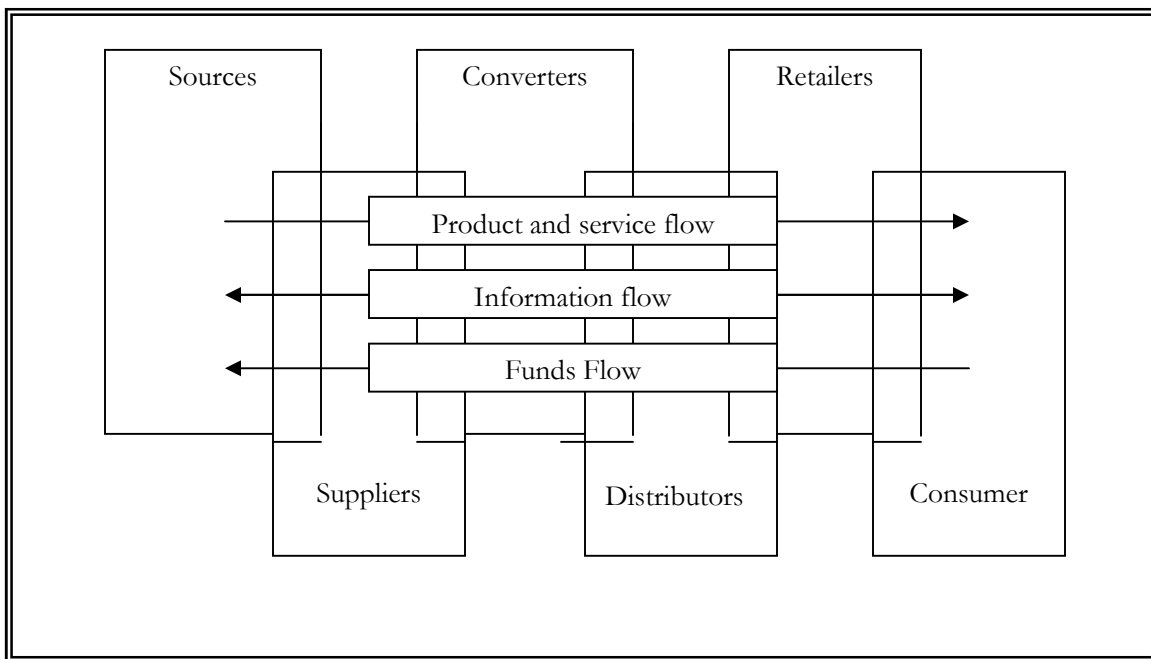 Sources
Converters
Retailers
Product and service flow
Information flow
Funds Flow
Suppliers
Distributors
Consumer